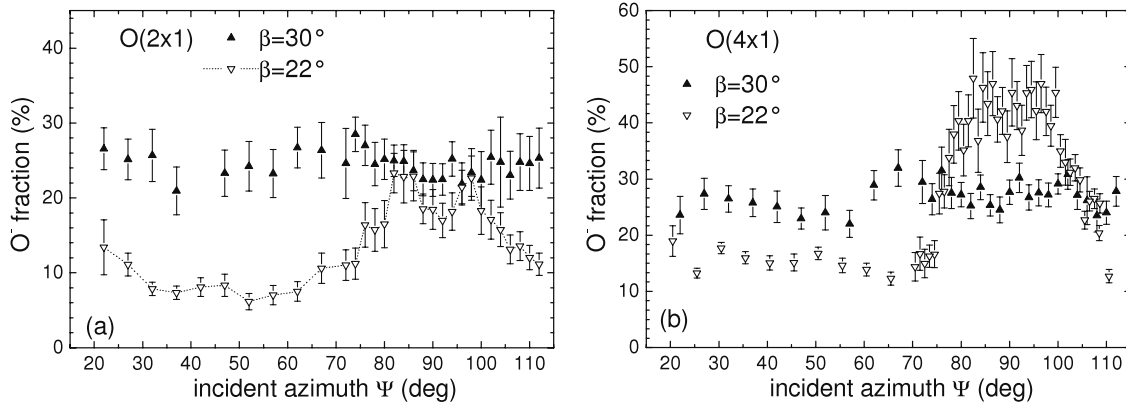 O(2x1)
β=30°
β=22°
O⁻ fraction (%)
40
30
20
10
0
(a)
20 30 40 50 60 70 80 90 100 110
incident azimuth Ψ (deg)
O(4x1)
β=30°
β=22°
O⁻ fraction (%)
60
50
40
30
20
10
0
(b)
20 30 40 50 60 70 80 90 100 110
incident azimuth Ψ (deg)